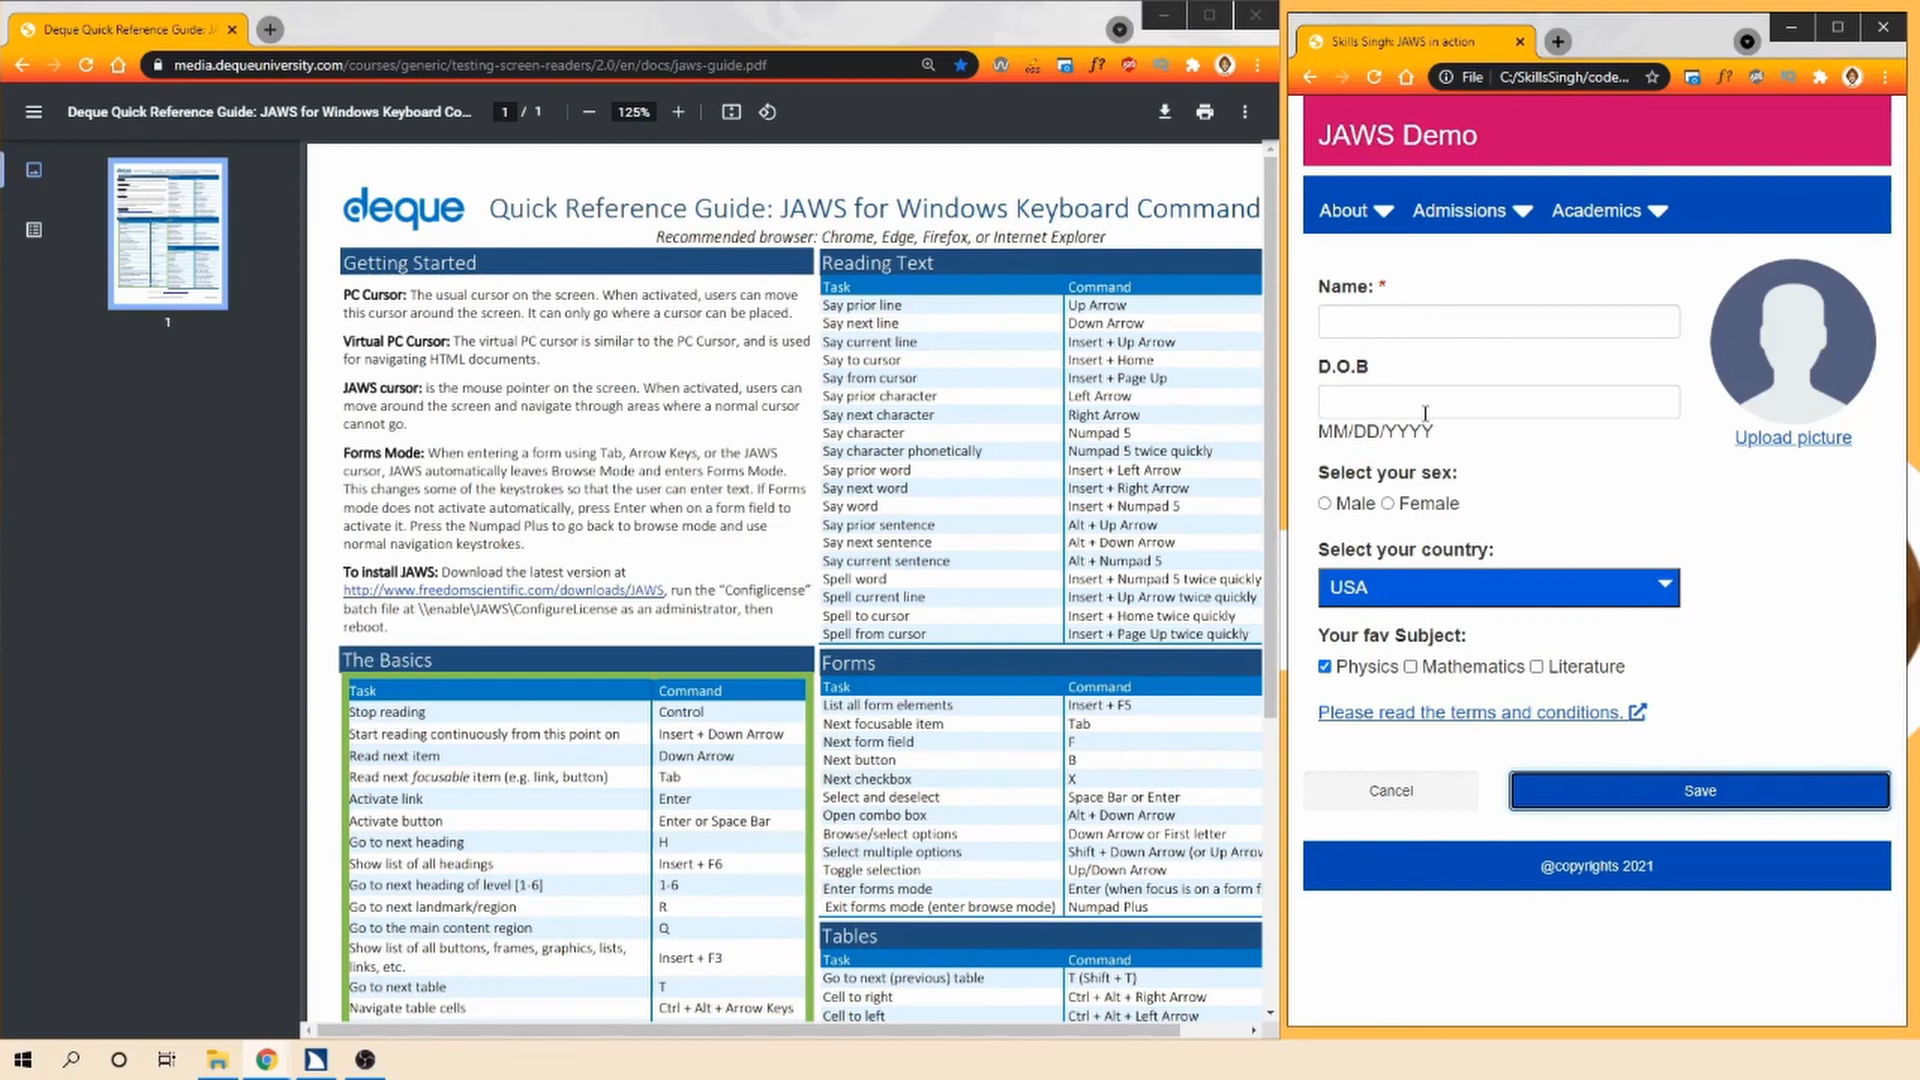 Deque Quick Reference Guide: JA
media.dequeuniversity.com/courses/generic/testing-screen-readers/2.0/en/docs/jaws-guide.pdf
Deque Quick Reference Guide: JAWS for Windows Keyboard Co...
1 / 1
125%
1
deque
Quick Reference Guide: JAWS for Windows Keyboard Command
Recommended browser: Chrome, Edge, Firefox, or Internet Explorer
Getting Started
PC Cursor: The usual cursor on the screen. When activated, users can move
this cursor around the screen. It can only go where a cursor can be placed.
Virtual PC Cursor: The virtual PC cursor is similar to the PC Cursor, and is used
for navigating HTML documents.
JAWS cursor: is the mouse pointer on the screen. When activated, users can
move around the screen and navigate through areas where a normal cursor
cannot go.
Forms Mode: When entering a form using Tab, Arrow Keys, or the JAWS
cursor, JAWS automatically leaves Browse Mode and enters Forms Mode.
This changes some of the keystrokes so that the user can enter text. If Forms
mode does not activate automatically, press Enter when on a form field to
activate it. Press the Numpad Plus to go back to browse mode and use
normal navigation keystrokes.
To install JAWS: Download the latest version at
http://www.freedomscientific.com/downloads/JAWS, run the “Configlicense”
batch file at \\enable\JAWS\ConfigureLicense as an administrator, then
reboot.
The Basics
Task Command
Stop reading Control
Start reading continuously from this point on Insert + Down Arrow
Read next item Down Arrow
Read next focusable item (e.g. link, button) Tab
Activate link Enter
Activate button Enter or Space Bar
Go to next heading H
Show list of all headings Insert + F6
Go to next heading of level [1-6] 1-6
Go to next landmark/region R
Go to the main content region Q
Show list of all buttons, frames, graphics, lists,
links, etc. Insert + F3
Go to next table T
Navigate table cells Ctrl + Alt + Arrow Keys
Reading Text
Task Command
Say prior line Up Arrow
Say next line Down Arrow
Say current line Insert + Up Arrow
Say to cursor Insert + Home
Say from cursor Insert + Page Up
Say prior character Left Arrow
Say next character Right Arrow
Say character Numpad 5
Say character phonetically Numpad 5 twice quickly
Say prior word Insert + Left Arrow
Say next word Insert + Right Arrow
Say word Insert + Numpad 5
Say prior sentence Alt + Up Arrow
Say next sentence Alt + Down Arrow
Say current sentence Alt + Numpad 5
Spell word Insert + Numpad 5 twice quickly
Spell current line Insert + Up Arrow twice quickly
Spell to cursor Insert + Home twice quickly
Spell from cursor Insert + Page Up twice quickly
Forms
Task Command
List all form elements Insert + F5
Next focusable item Tab
Next form field F
Next button B
Next checkbox X
Select and deselect Space Bar or Enter
Open combo box Alt + Down Arrow
Browse/select options Down Arrow or First letter
Select multiple options Shift + Down Arrow (or Up Arrow
Toggle selection Up/Down Arrow
Enter forms mode Enter (when focus is on a form f
Exit forms mode (enter browse mode) Numpad Plus
Tables
Task Command
Go to next (previous) table T (Shift + T)
Cell to right Ctrl + Alt + Right Arrow
Cell to left Ctrl + Alt + Left Arrow
Skills Singh: JAWS in action
File C:/SkillsSingh/code...
JAWS Demo
About Admissions Academics
Name: *
D.O.B
MM/DD/YYYY
Upload picture
Select your sex:
Male Female
Select your country:
USA
Your fav Subject:
Physics Mathematics Literature
Please read the terms and conditions.
Cancel Save
@copyrights 2021